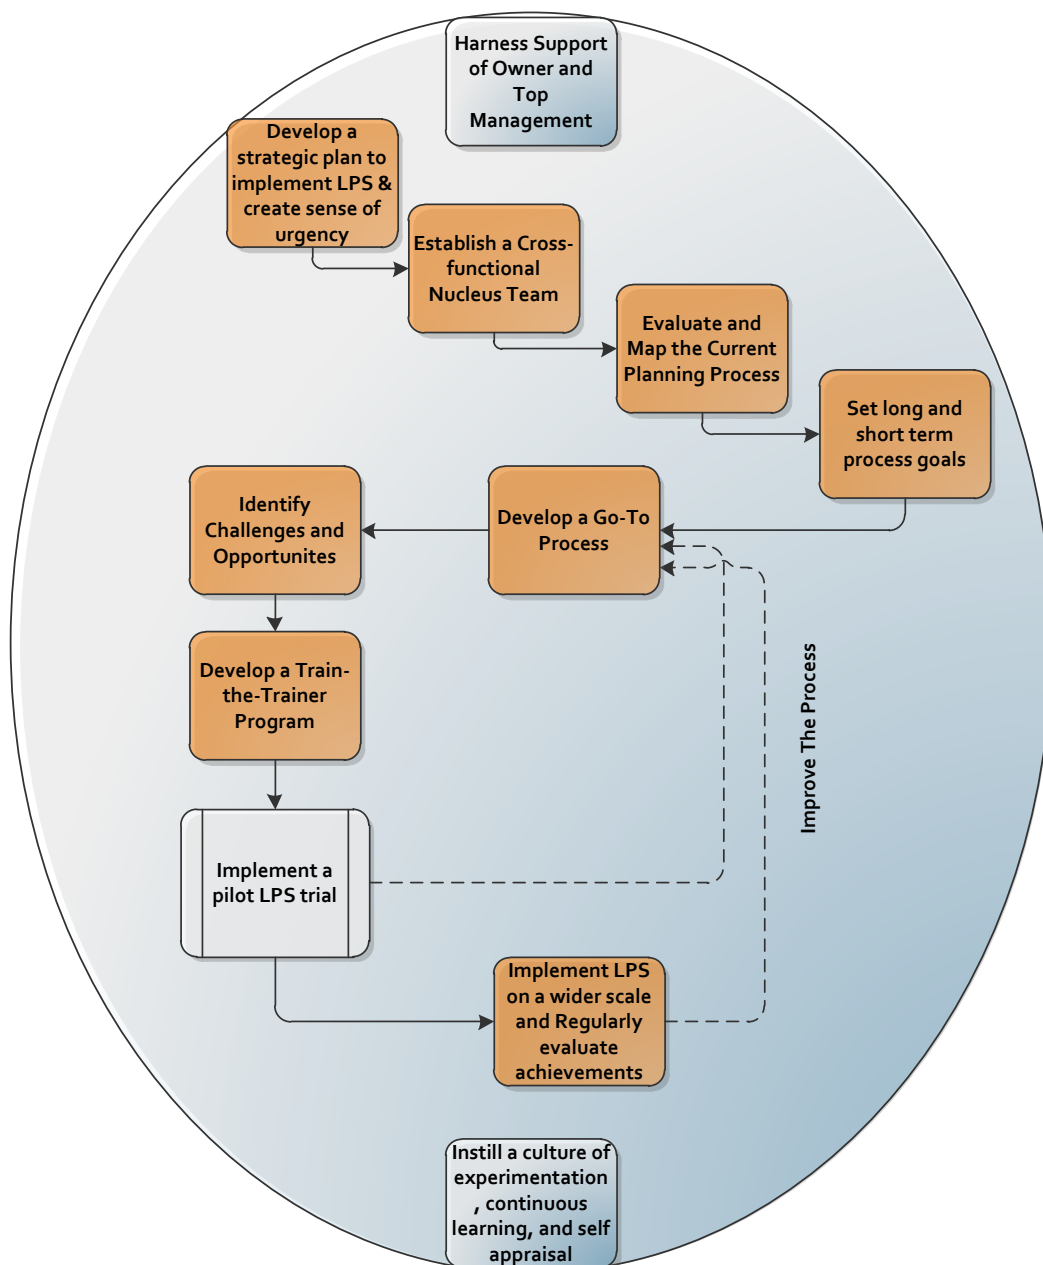 Harness Support
of Owner and
Top
Management
Develop a
strategic plan to
implement LPS &
create sense of
urgency
Establish a Cross-
functional
Nucleus Team
Evaluate and
Map the Current
Planning Process
Set long and
short term
process goals
Develop a Go-To
Process
Identify
Challenges and
Opportunites
Develop a Train-
the-Trainer
Program
Implement a
pilot LPS trial
Improve The Process
Implement LPS
on a wider scale
and Regularly
evaluate
achievements
Instill a culture of
experimentation
, continuous
learning, and self
appraisal